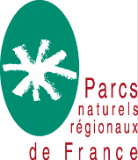 Parcs
naturels
régionaux
de France